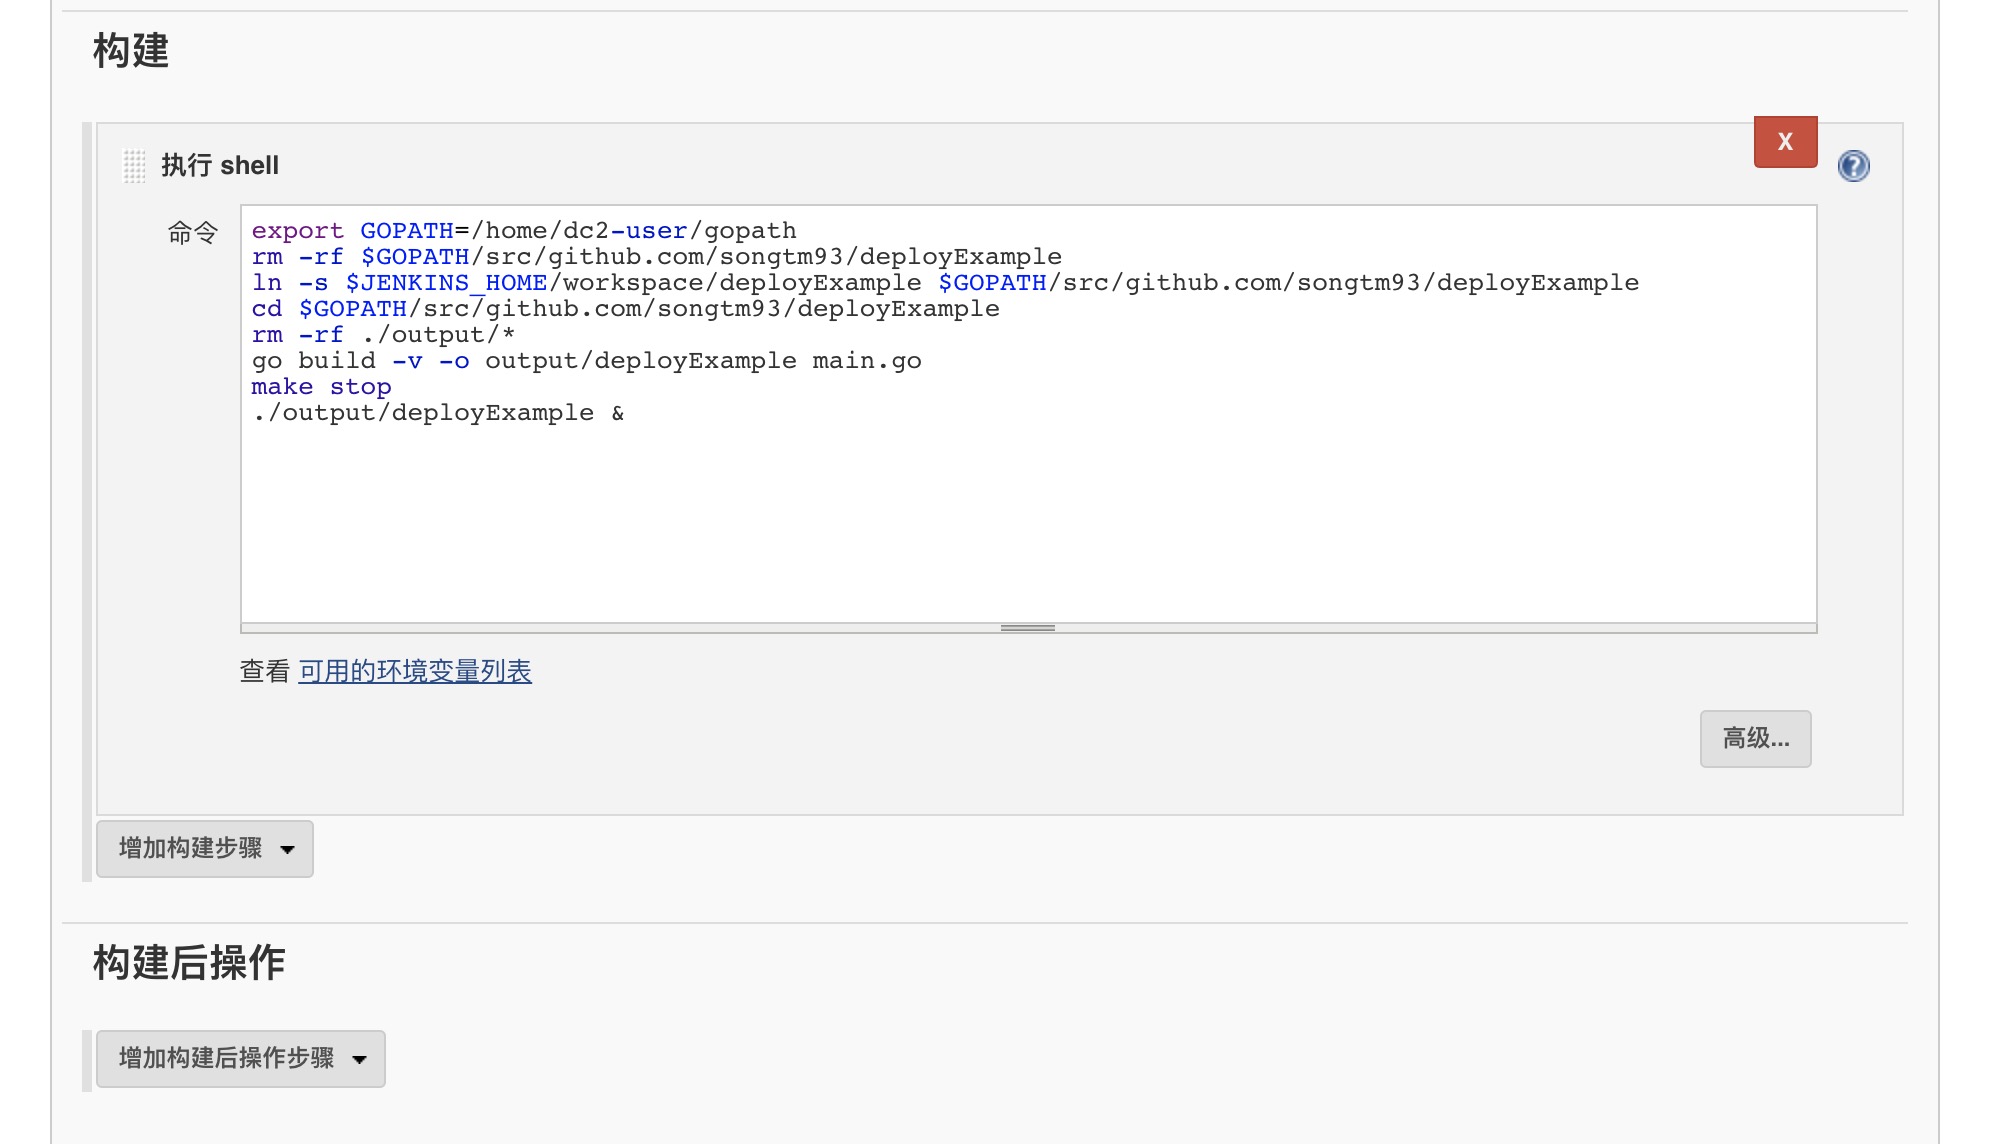 构建
X
执行 shell
命令
export GOPATH=/home/dc2-user/gopath
rm -rf $GOPATH/src/github.com/songtm93/deployExample
ln -s $JENKINS_HOME/workspace/deployExample $GOPATH/src/github.com/songtm93/deployExample
cd $GOPATH/src/github.com/songtm93/deployExample
rm -rf ./output/*
go build -v -o output/deployExample main.go
make stop
./output/deployExample &
查看 可用的环境变量列表
高级...
增加构建步骤
构建后操作
增加构建后操作步骤